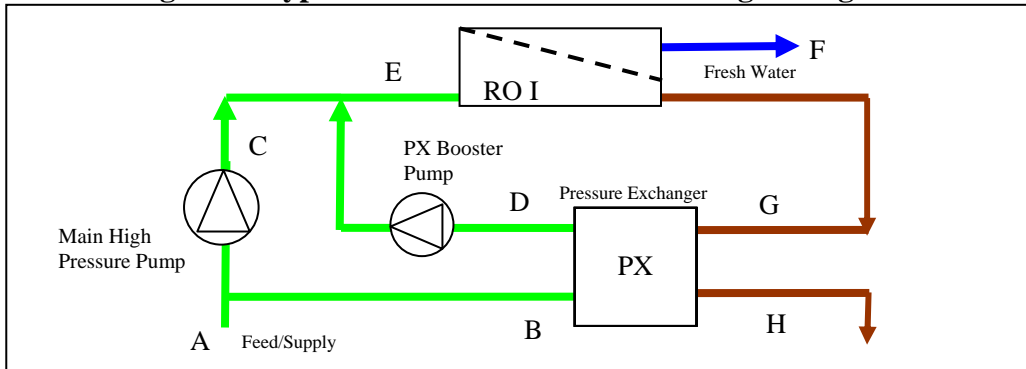 F
Fresh Water
E
RO I
C
PX Booster
Pump
Pressure Exchanger
D
G
Main High
Pressure Pump
PX
A
Feed/Supply
B
H